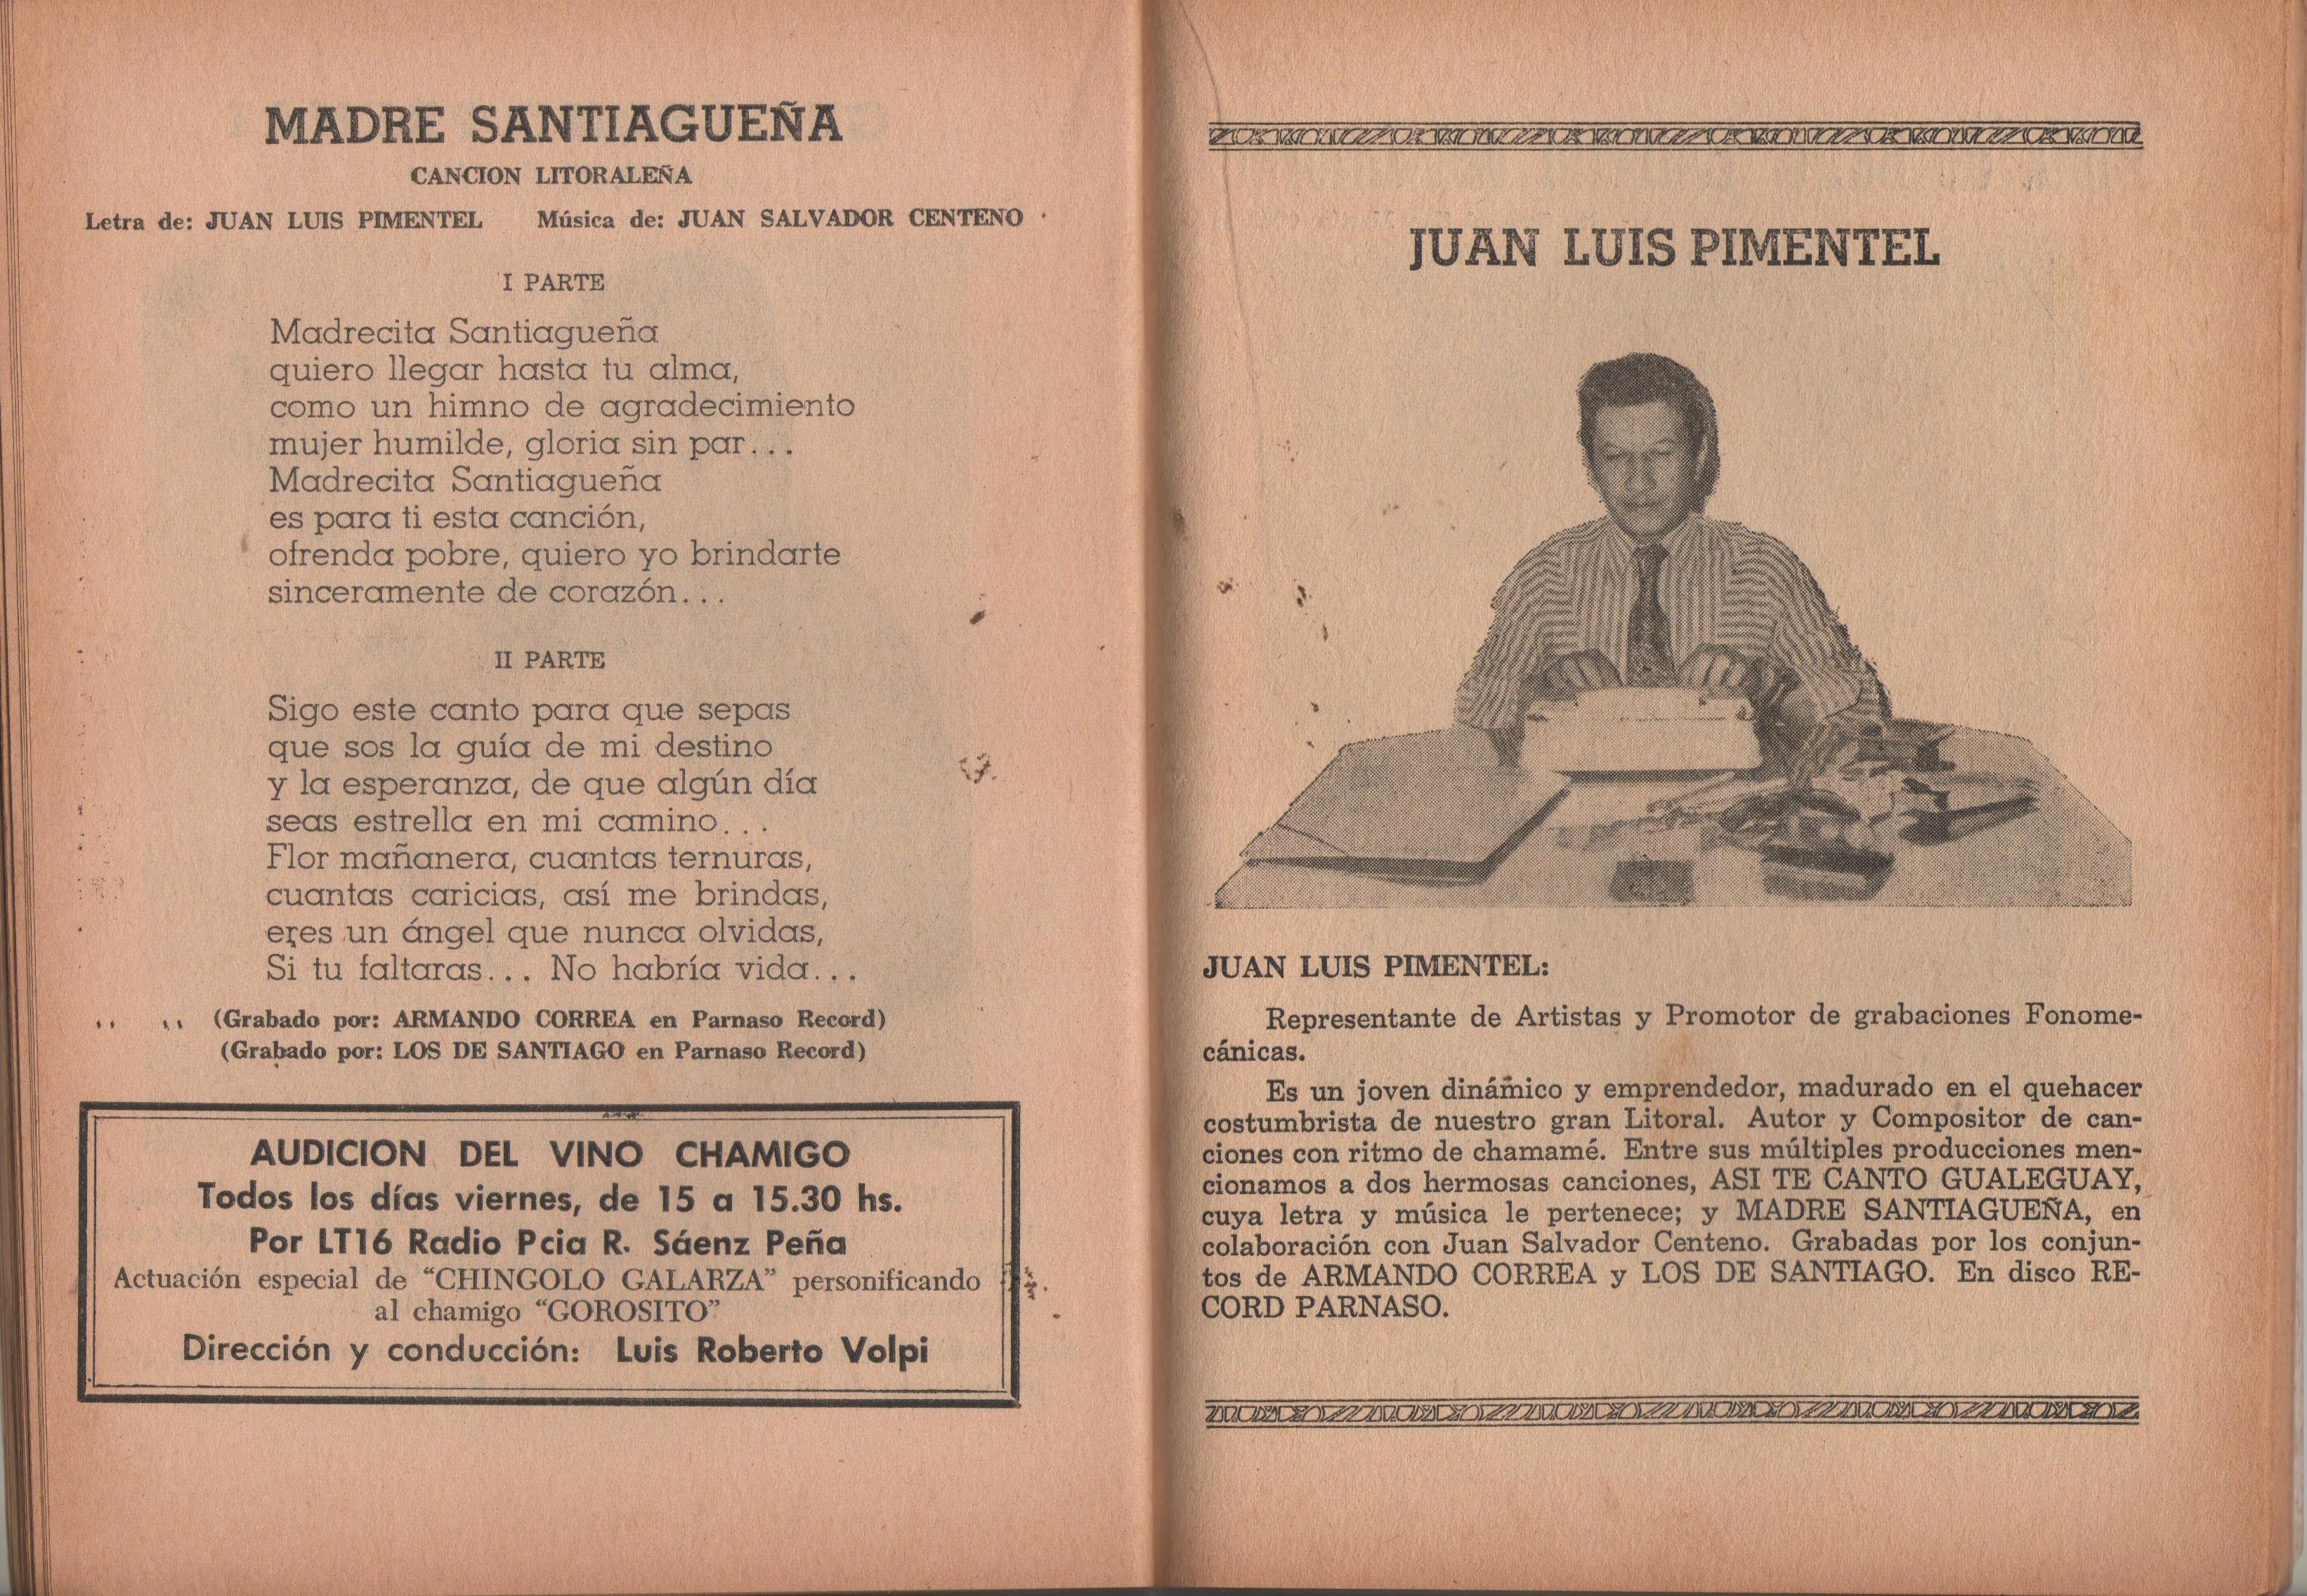 MADRE SANTIAGUEÑA
CANCION LITORALEÑA
Letra de: JUAN LUIS PIMENTEL Música de: JUAN SALVADOR CENTENO
I PARTE
Madrecita Santiagueña
quiero llegar hasta tu alma,
como un himno de agradecimiento
mujer humilde, gloria sin par...
Madrecita Santiagueña
es para ti esta canción,
ofrenda pobre, quiero yo brindarte
sinceramente de corazón...
II PARTE
Sigo este canto para que sepas
que sos la guía de mi destino
y la esperanza, de que algún día
seas estrella en mi camino...
Flor mañanera, cuantas ternuras,
cuantas caricias, así me brindas,
eres un ángel que nunca olvidas,
Si tu faltaras... No habría vida...
(Grabado por: ARMANDO CORREA en Parnaso Record)
(Grabado por: LOS DE SANTIAGO en Parnaso Record)
AUDICION DEL VINO CHAMIGO
Todos los días viernes, de 15 a 15.30 hs.
Por LT16 Radio Pcia R. Sáenz Peña
Actuación especial de "CHINGOLO GALARZA" personificando
al chamigo "GOROSITO"
Dirección y conducción: Luis Roberto Volpi
JUAN LUIS PIMENTEL
JUAN LUIS PIMENTEL:
Representante de Artistas y Promotor de grabaciones Fonome-
cánicas.
Es un joven dinámico y emprendedor, madurado en el quehacer
costumbrista de nuestro gran Litoral. Autor y Compositor de can-
ciones con ritmo de chamamé. Entre sus múltiples producciones men-
cionamos a dos hermosas canciones, ASI TE CANTO GUALEGUAY,
cuya letra y música le pertenece; y MADRE SANTIAGUEÑA, en
colaboración con Juan Salvador Centeno. Grabadas por los conjun-
tos de ARMANDO CORREA y LOS DE SANTIAGO. En disco RE-
CORD PARNASO.